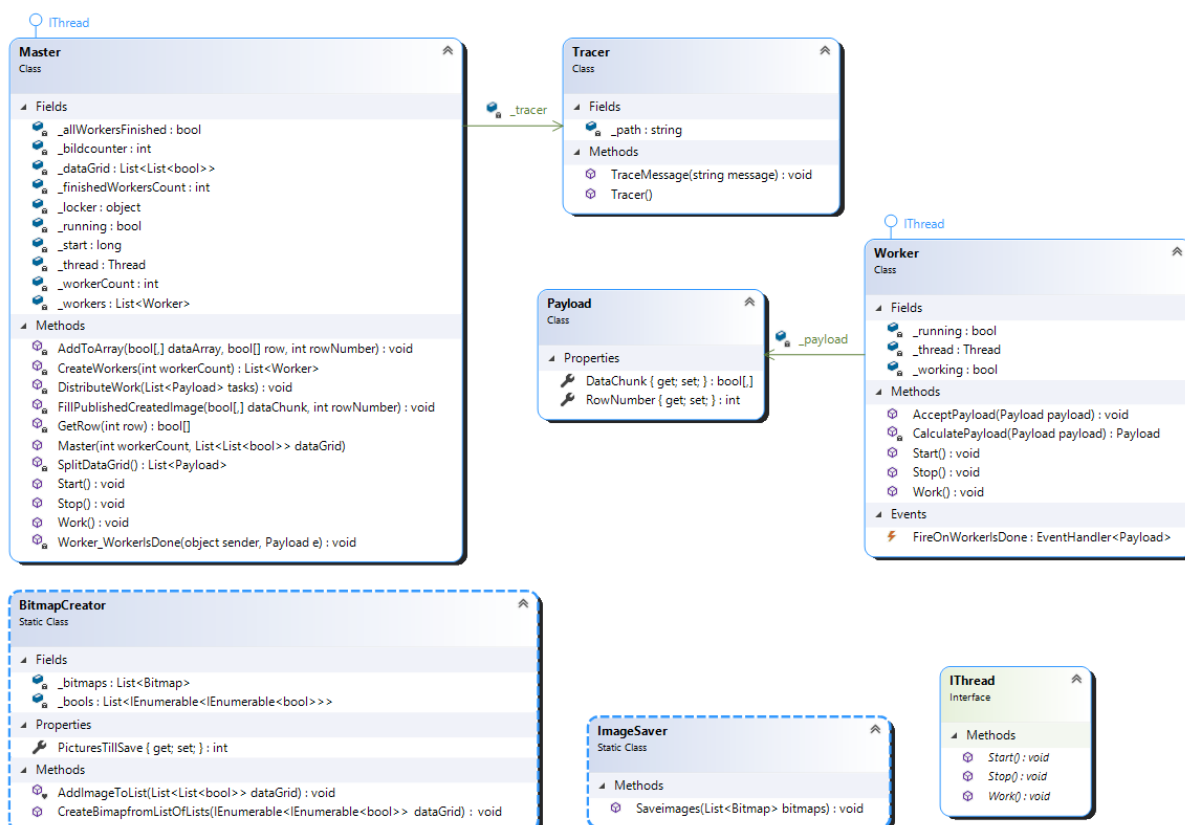 IThread
Master
Class
Fields
_allWorkersFinished : bool
_bildcounter : int
_dataGrid : List<List<bool>>
_finishedWorkersCount : int
_locker : object
_running : bool
_start : long
_thread : Thread
_workerCount : int
_workers : List<Worker>
Methods
AddToArray(bool[,] dataArray, bool[] row, int rowNumber) : void
CreateWorkers(int workerCount) : List<Worker>
DistributeWork(List<Payload> tasks) : void
FillPublishedCreatedImage(bool[,] dataChunk, int rowNumber) : void
GetRow(int row) : bool[]
Master(int workerCount, List<List<bool>> dataGrid)
SplitDataGrid() : List<Payload>
Start() : void
Stop() : void
Work() : void
Worker_WorkerIsDone(object sender, Payload e) : void
_tracer
Tracer
Class
Fields
_path : string
Methods
TraceMessage(string message) : void
Tracer()
IThread
Worker
Class
Fields
_running : bool
_thread : Thread
_working : bool
Methods
AcceptPayload(Payload payload) : void
CalculatePayload(Payload payload) : Payload
Start() : void
Stop() : void
Work() : void
Events
FireOnWorkerIsDone : EventHandler<Payload>
_payload
Payload
Class
Properties
DataChunk { get; set; } : bool[,]
RowNumber { get; set; } : int
BitmapCreator
Static Class
Fields
_bitmaps : List<Bitmap>
_bools : List<IEnumerable<IEnumerable<bool>>>
Properties
PicturesTillSave { get; set; } : int
Methods
AddImageToList(List<List<bool>> dataGrid) : void
CreateBimapfromListOfLists(IEnumerable<IEnumerable<bool>> dataGrid) : void
ImageSaver
Static Class
Methods
Saveimages(List<Bitmap> bitmaps) : void
IThread
Interface
Methods
Start() : void
Stop() : void
Work() : void